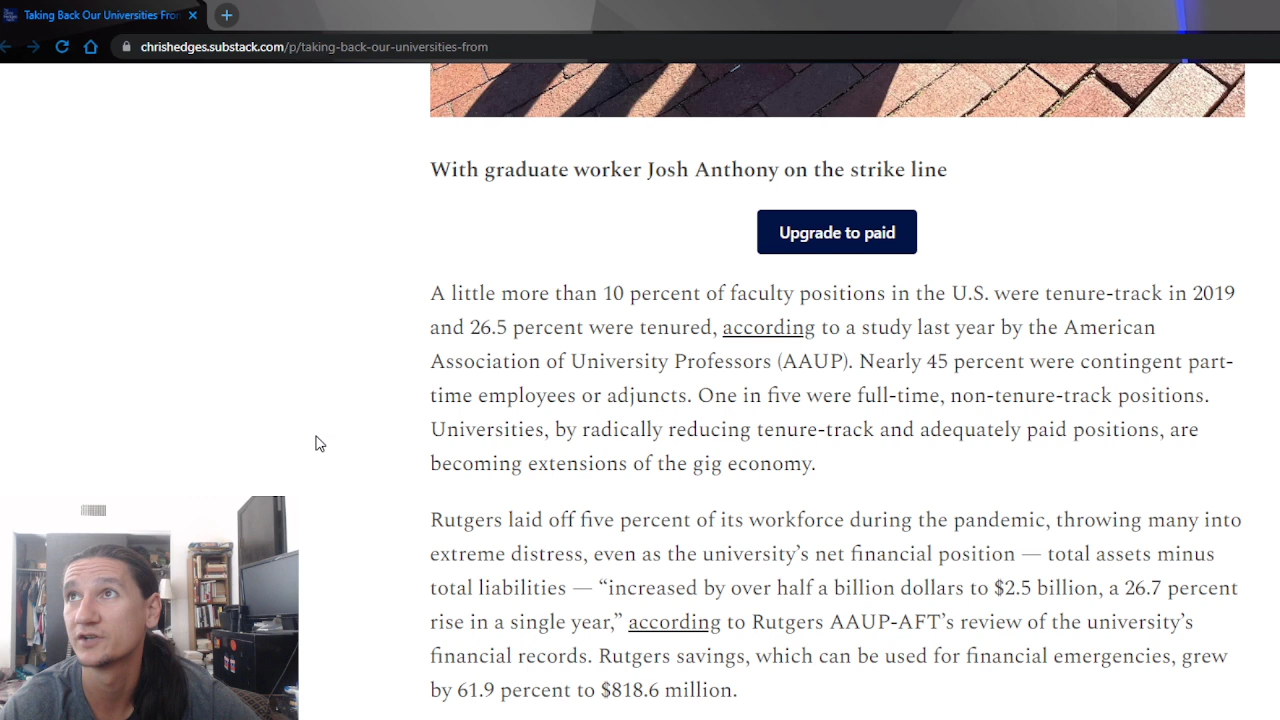 Taking Back Our Universities From
chrishedges.substack.com/p/taking-back-our-universities-from
With graduate worker Josh Anthony on the strike line
Upgrade to paid
A little more than 10 percent of faculty positions in the U.S. were tenure-track in 2019
and 26.5 percent were tenured, according to a study last year by the American
Association of University Professors (AAUP). Nearly 45 percent were contingent part-
time employees or adjuncts. One in five were full-time, non-tenure-track positions.
Universities, by radically reducing tenure-track and adequately paid positions, are
becoming extensions of the gig economy.
Rutgers laid off five percent of its workforce during the pandemic, throwing many into
extreme distress, even as the university’s net financial position — total assets minus
total liabilities — “increased by over half a billion dollars to $2.5 billion, a 26.7 percent
rise in a single year,” according to Rutgers AAUP-AFT’s review of the university’s
financial records. Rutgers savings, which can be used for financial emergencies, grew
by 61.9 percent to $818.6 million.